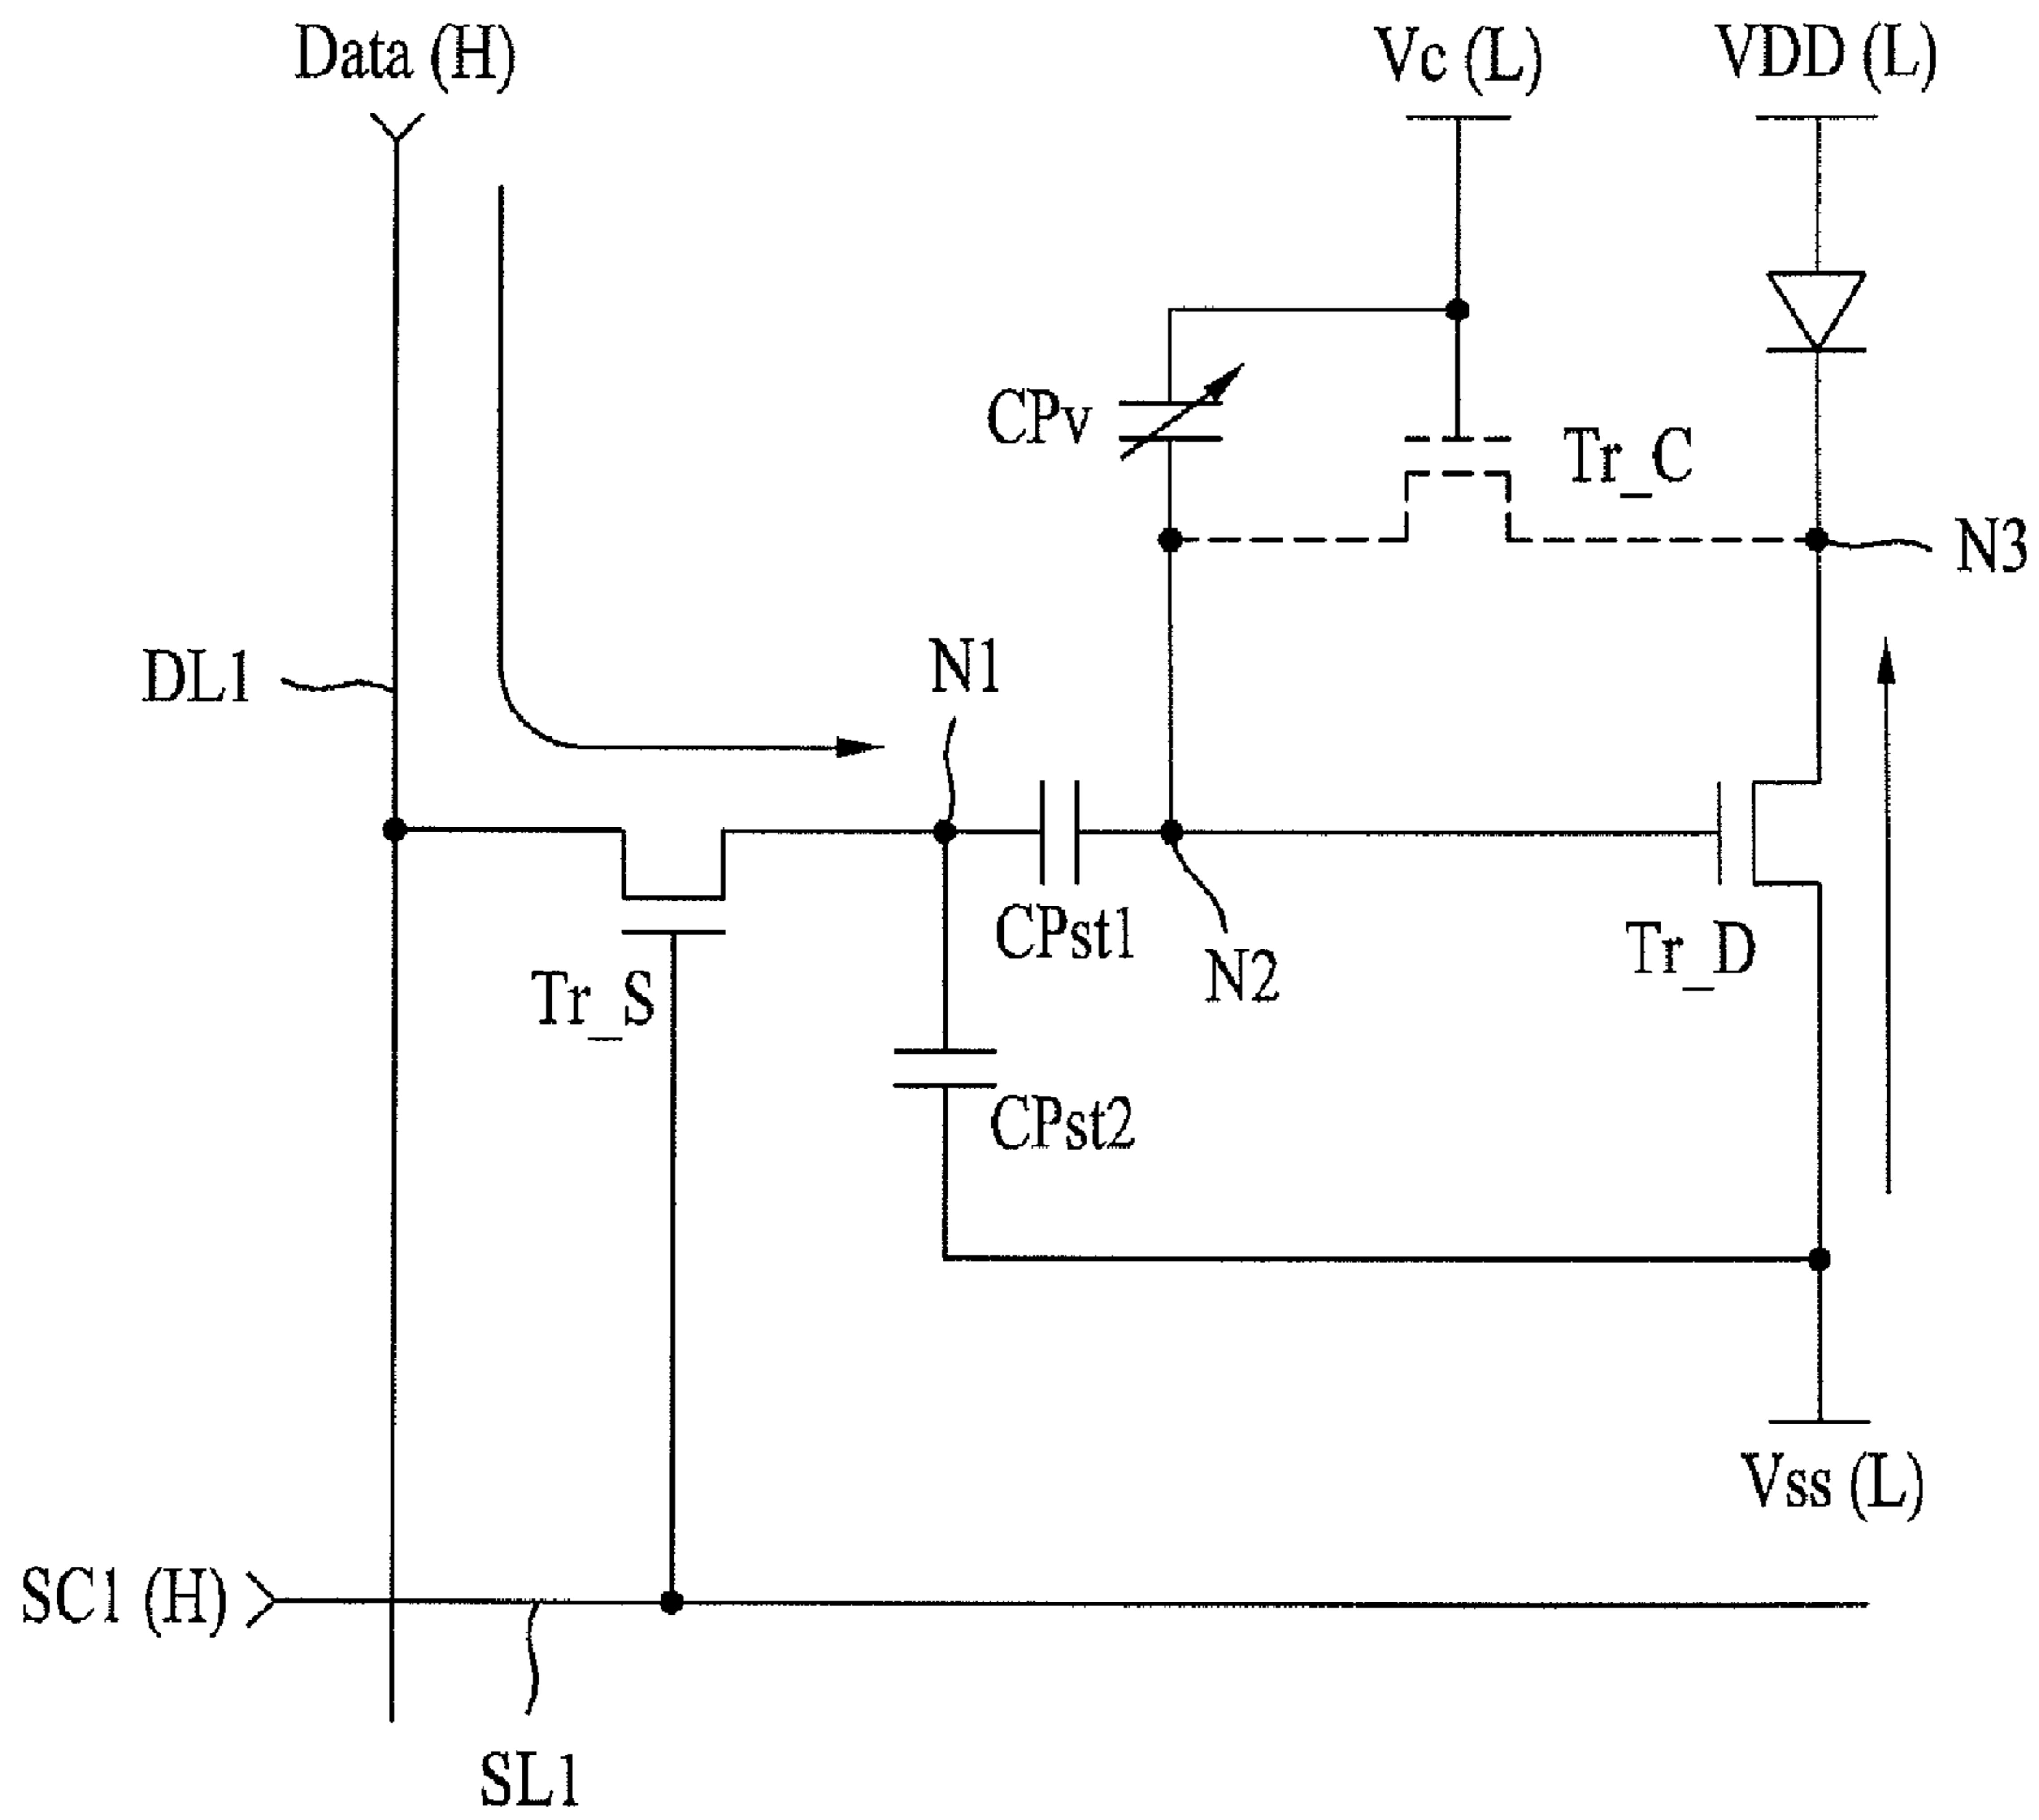 Data (H)
Vc (L)
VDD (L)
CPv
Tr_C
N3
DL1
N1
CPst1
N2
Tr_D
Tr_S
CPst2
Vss (L)
SC1 (H)
SL1